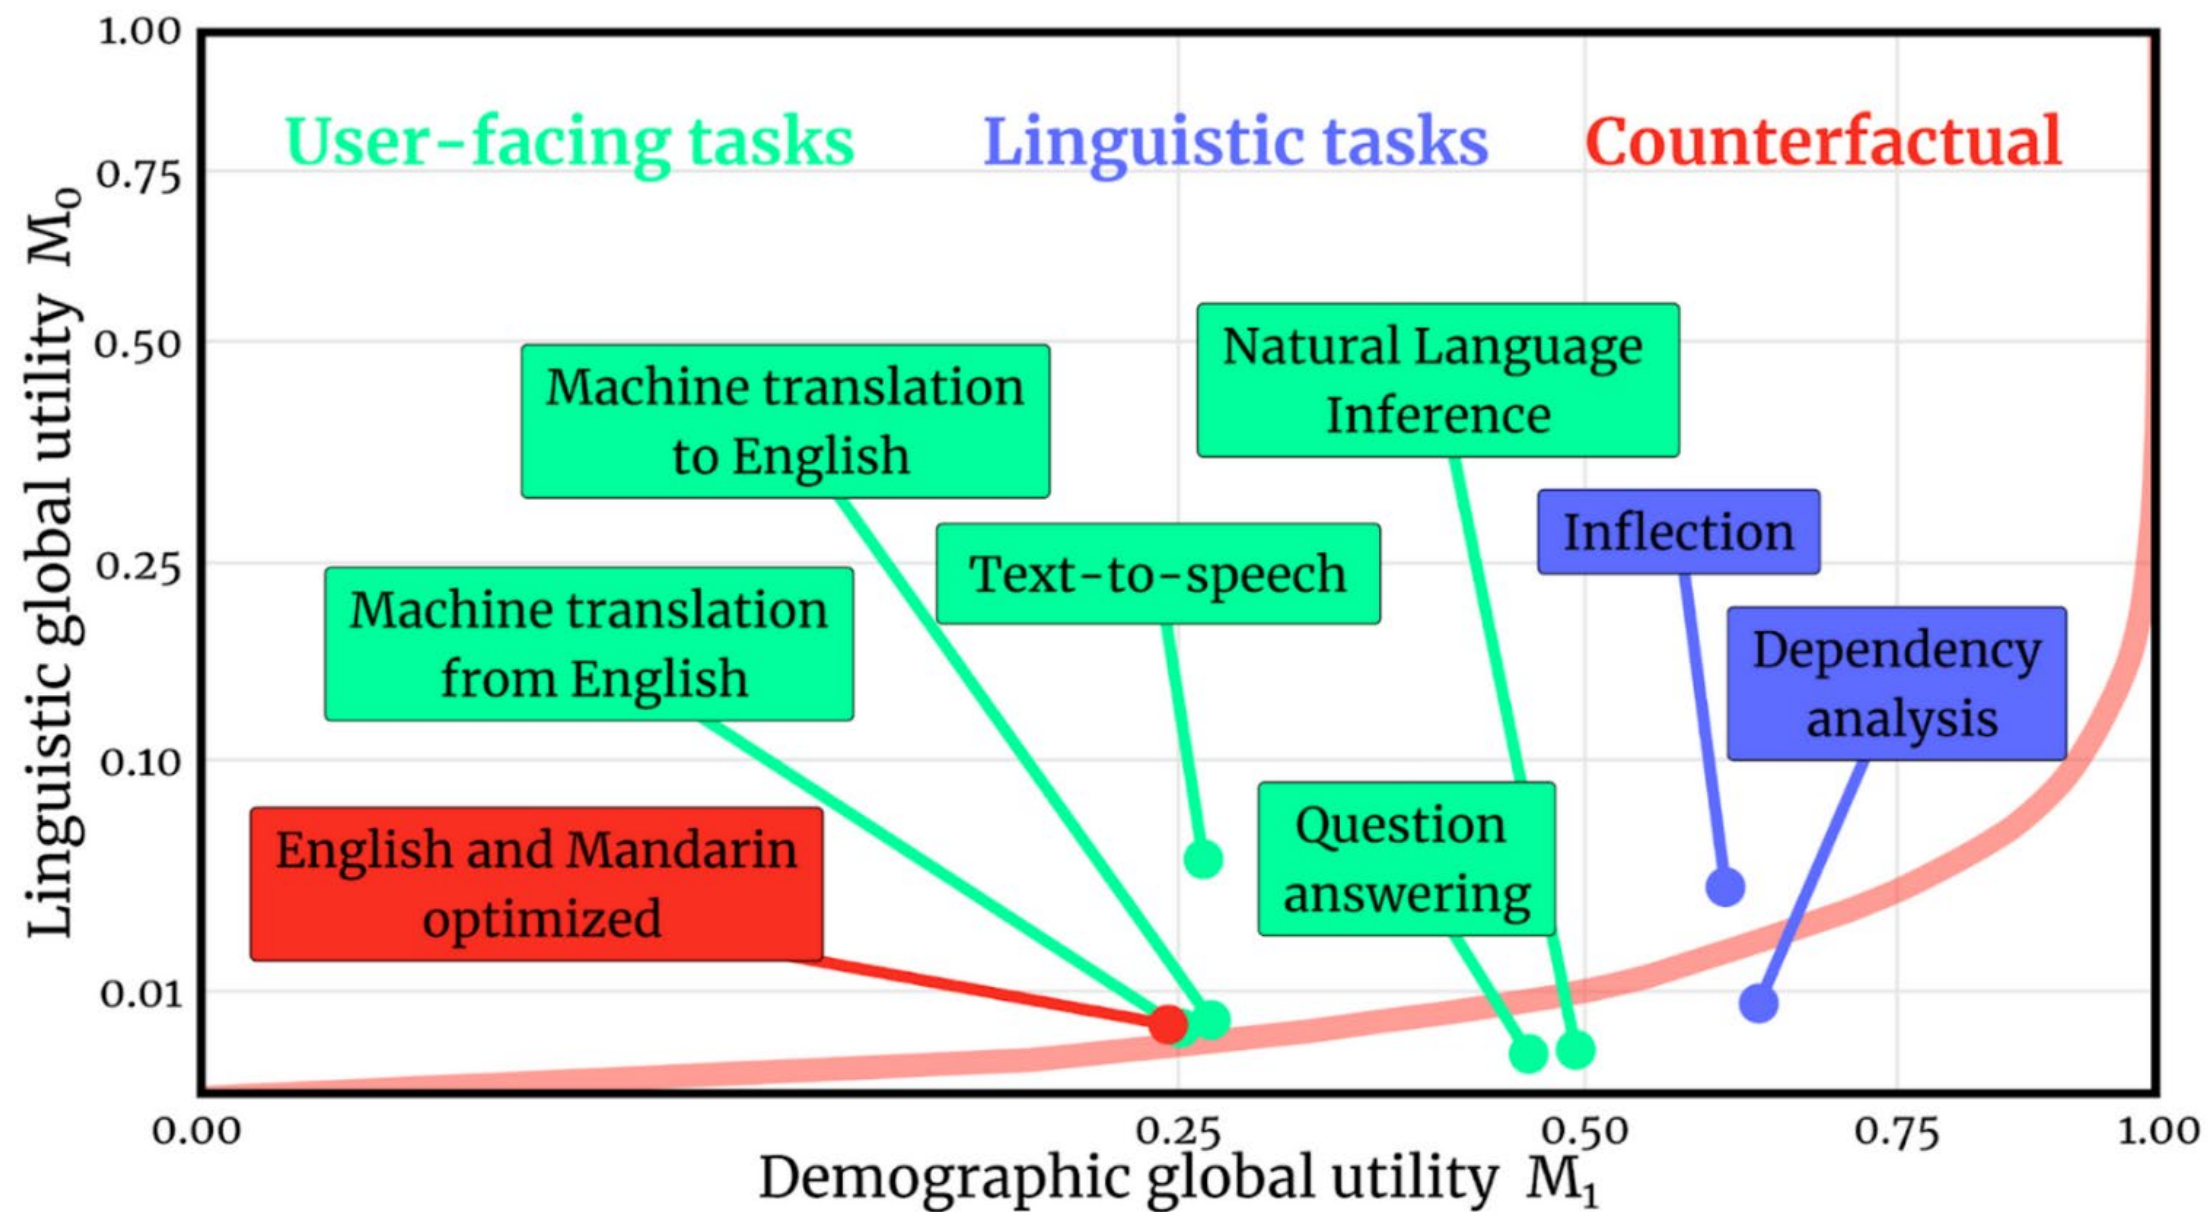 1.00
User-facing tasks
Linguistic tasks
Counterfactual
0.75
0.50
0.25
0.10
0.01
Linguistic global utility M₀
Natural Language
Inference
Machine translation
to English
Inflection
Text-to-speech
Machine translation
from English
Dependency
analysis
Question
answering
English and Mandarin
optimized
0.00
0.25
0.50
0.75
1.00
Demographic global utility M₁